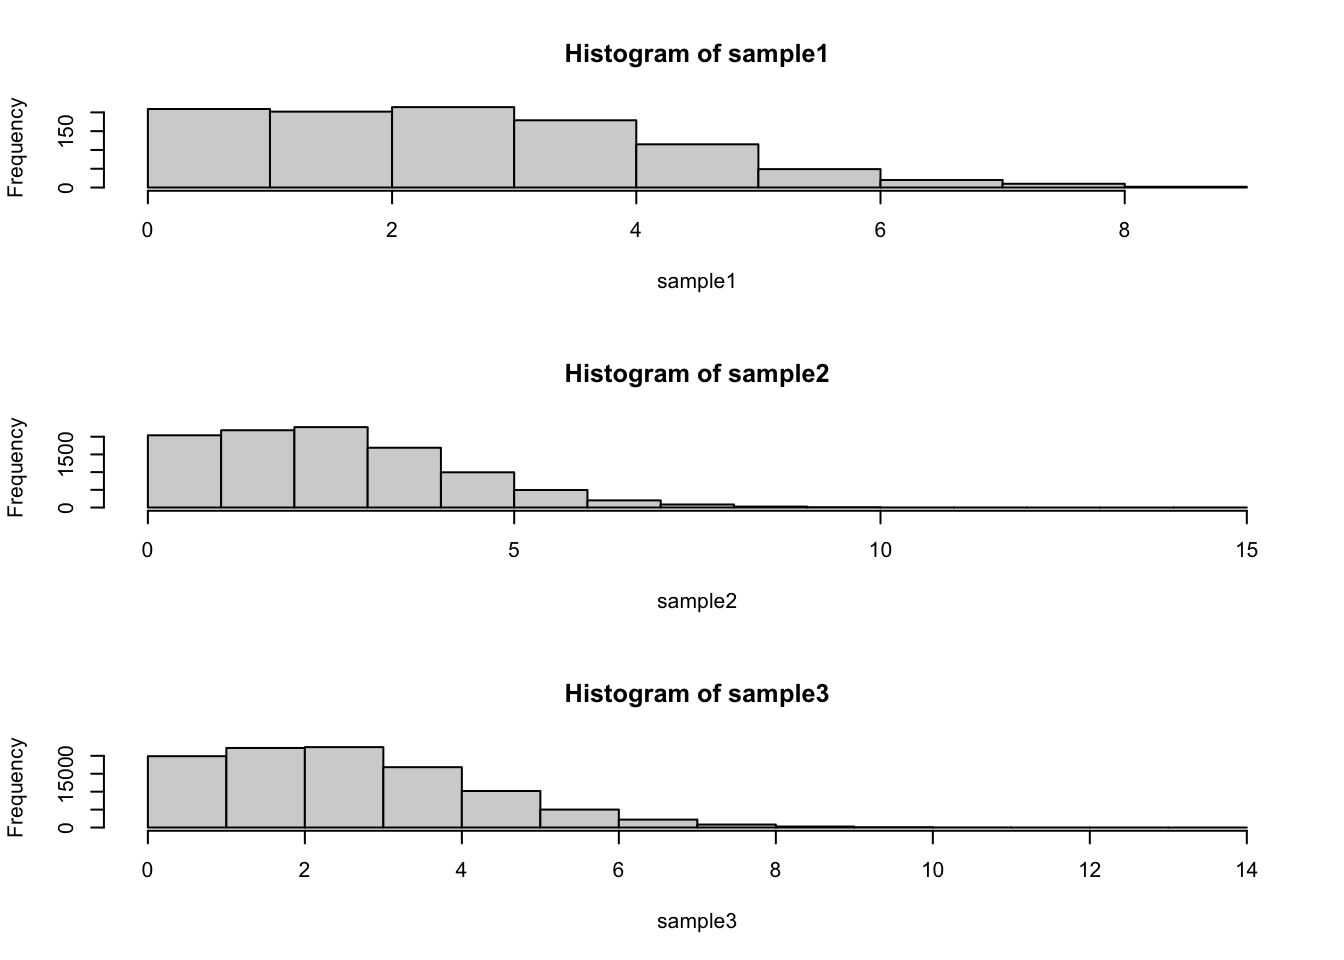 Histogram of sample1
Frequency
150
0
0 2 4 6 8
sample1
Histogram of sample2
Frequency
1500
0
0 5 10 15
sample2
Histogram of sample3
Frequency
15000
0
0 2 4 6 8 10 12 14
sample3